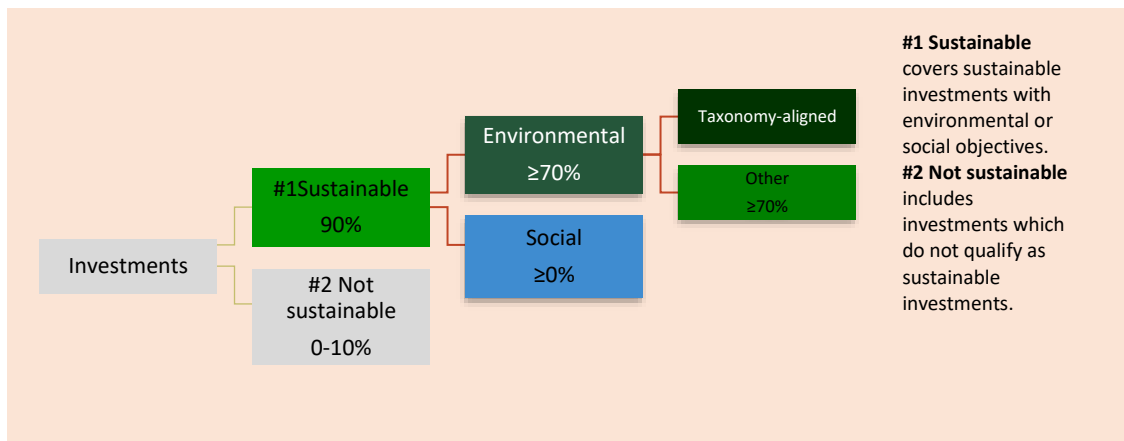 Investments
#1Sustainable
90%
#2 Not
sustainable
0-10%
Environmental
≥70%
Social
≥0%
Taxonomy-aligned
Other
≥70%
#1 Sustainable
covers sustainable
investments with
environmental or
social objectives.
#2 Not sustainable
includes
investments which
do not qualify as
sustainable
investments.